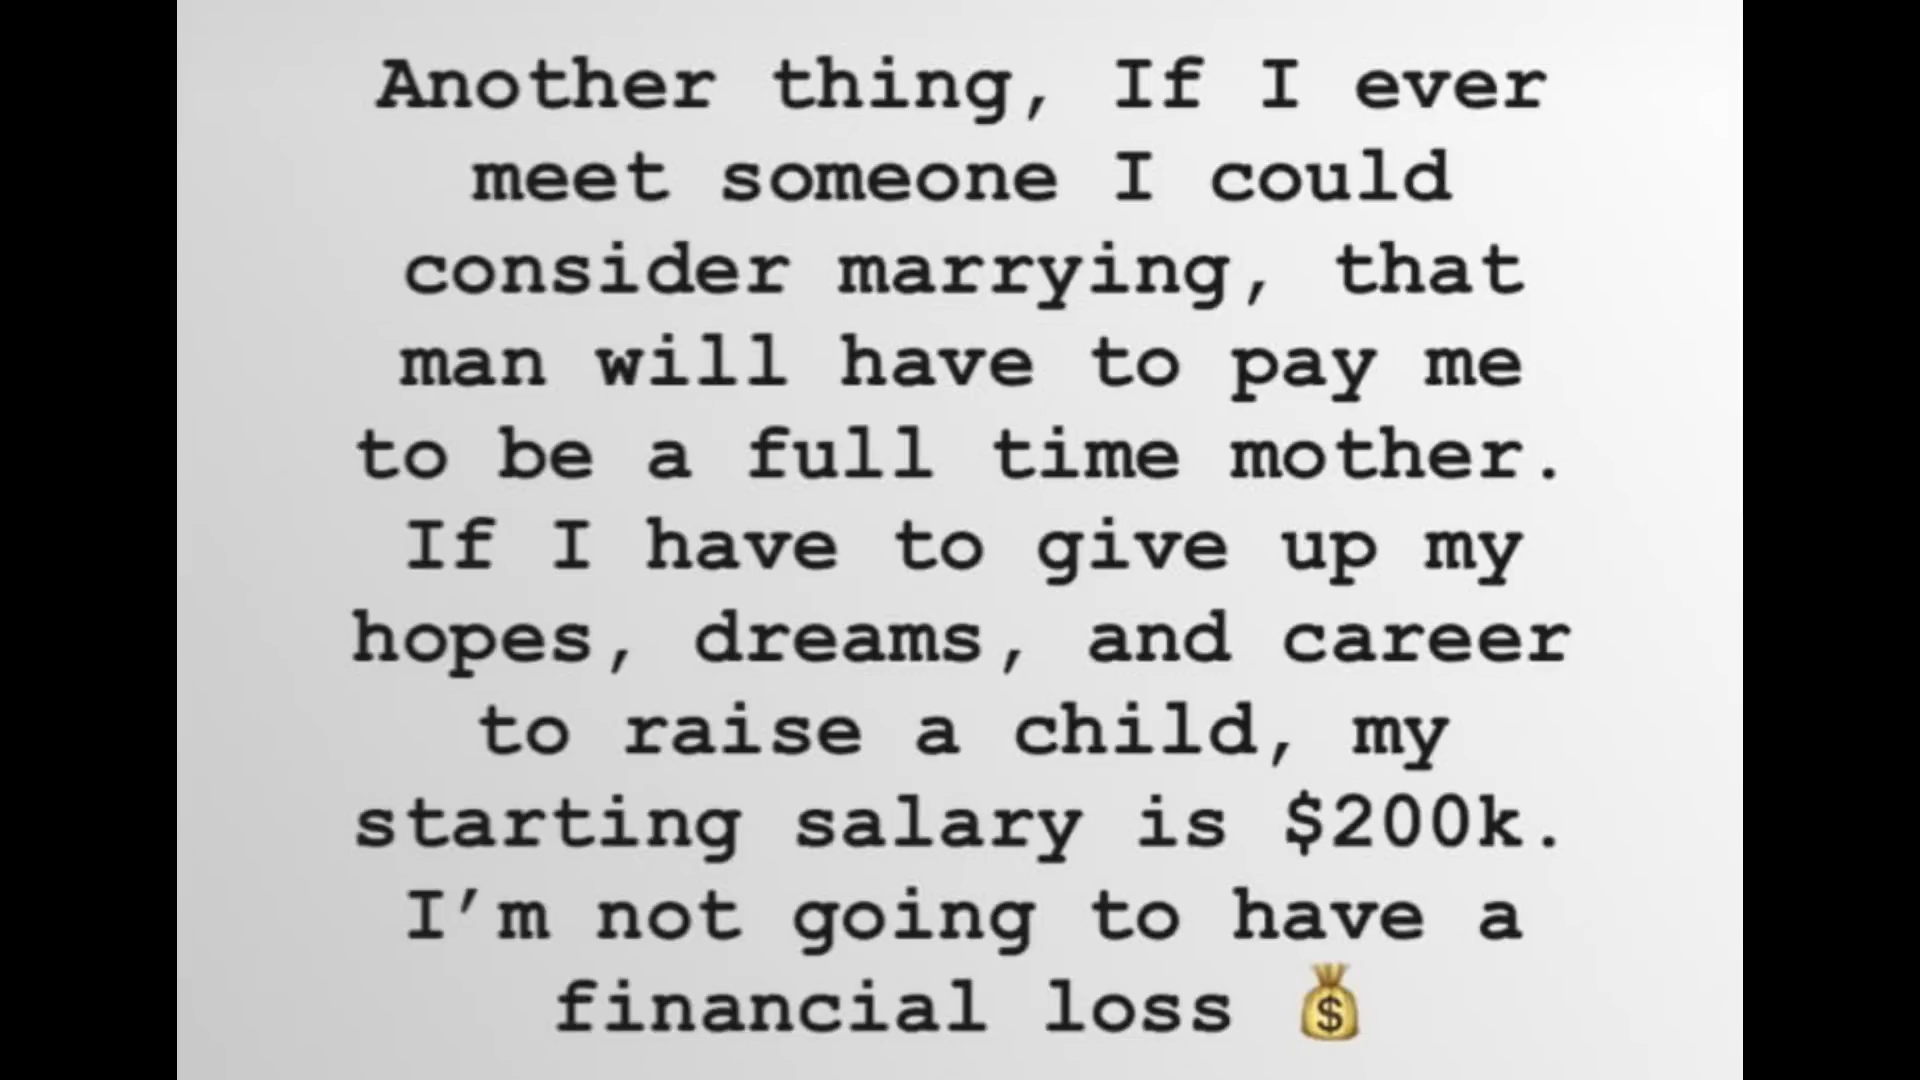 Another thing, If I ever
meet someone I could
consider marrying, that
man will have to pay me
to be a full time mother.
If I have to give up my
hopes, dreams, and career
to raise a child, my
starting salary is $200k.
I’m not going to have a
financial loss 💰